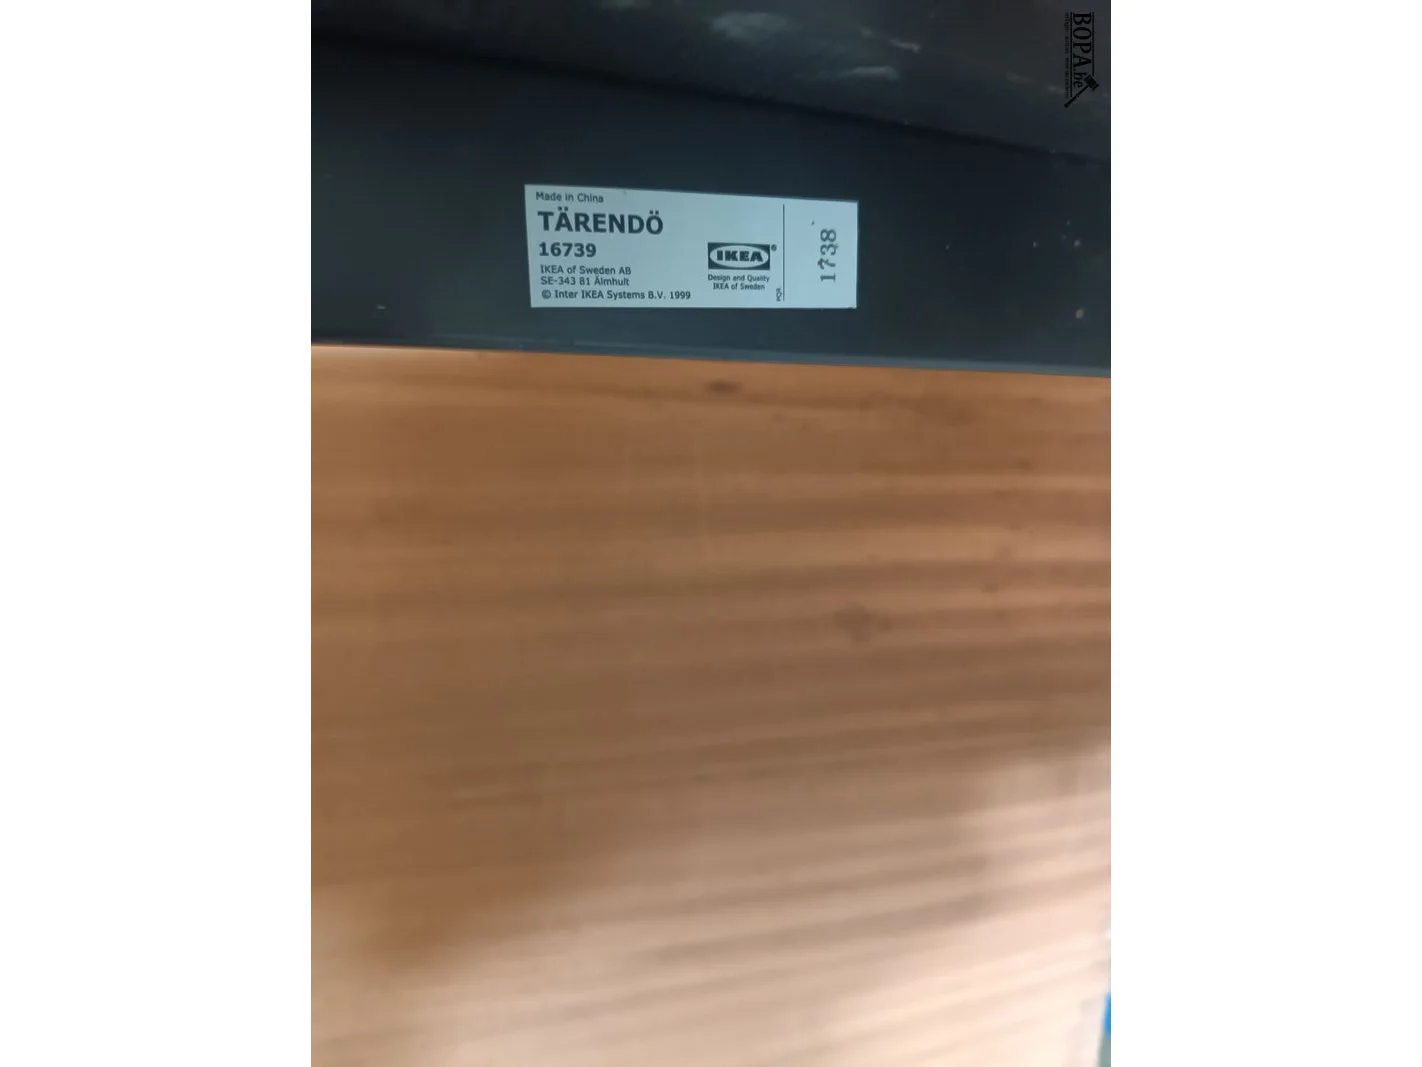 Made in China
TÄRENDÖ
16739
IKEA of Sweden AB
SE-343 81 Älmhult
© Inter IKEA Systems B.V. 1999
IKEA®
Design and Quality
IKEA of Sweden
1738
BOPA.be